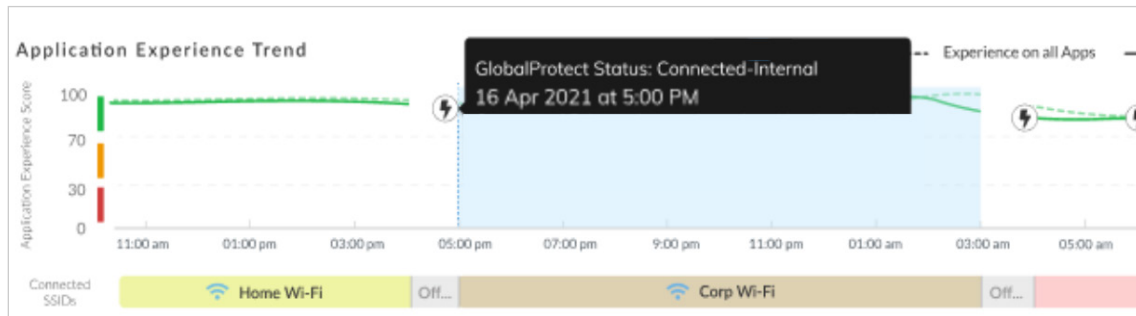 Application Experience Trend
Experience on all Apps
GlobalProtect Status: Connected-Internal
16 Apr 2021 at 5:00 PM
Application Experience Score
100
70
30
0
11:00 am 01:00 pm 03:00 pm 05:00 pm 07:00 pm 9:00 pm 11:00 pm 01:00 am 03:00 am 05:00 am
Connected
SSIDs
Home Wi-Fi Off... Corp Wi-Fi Off...